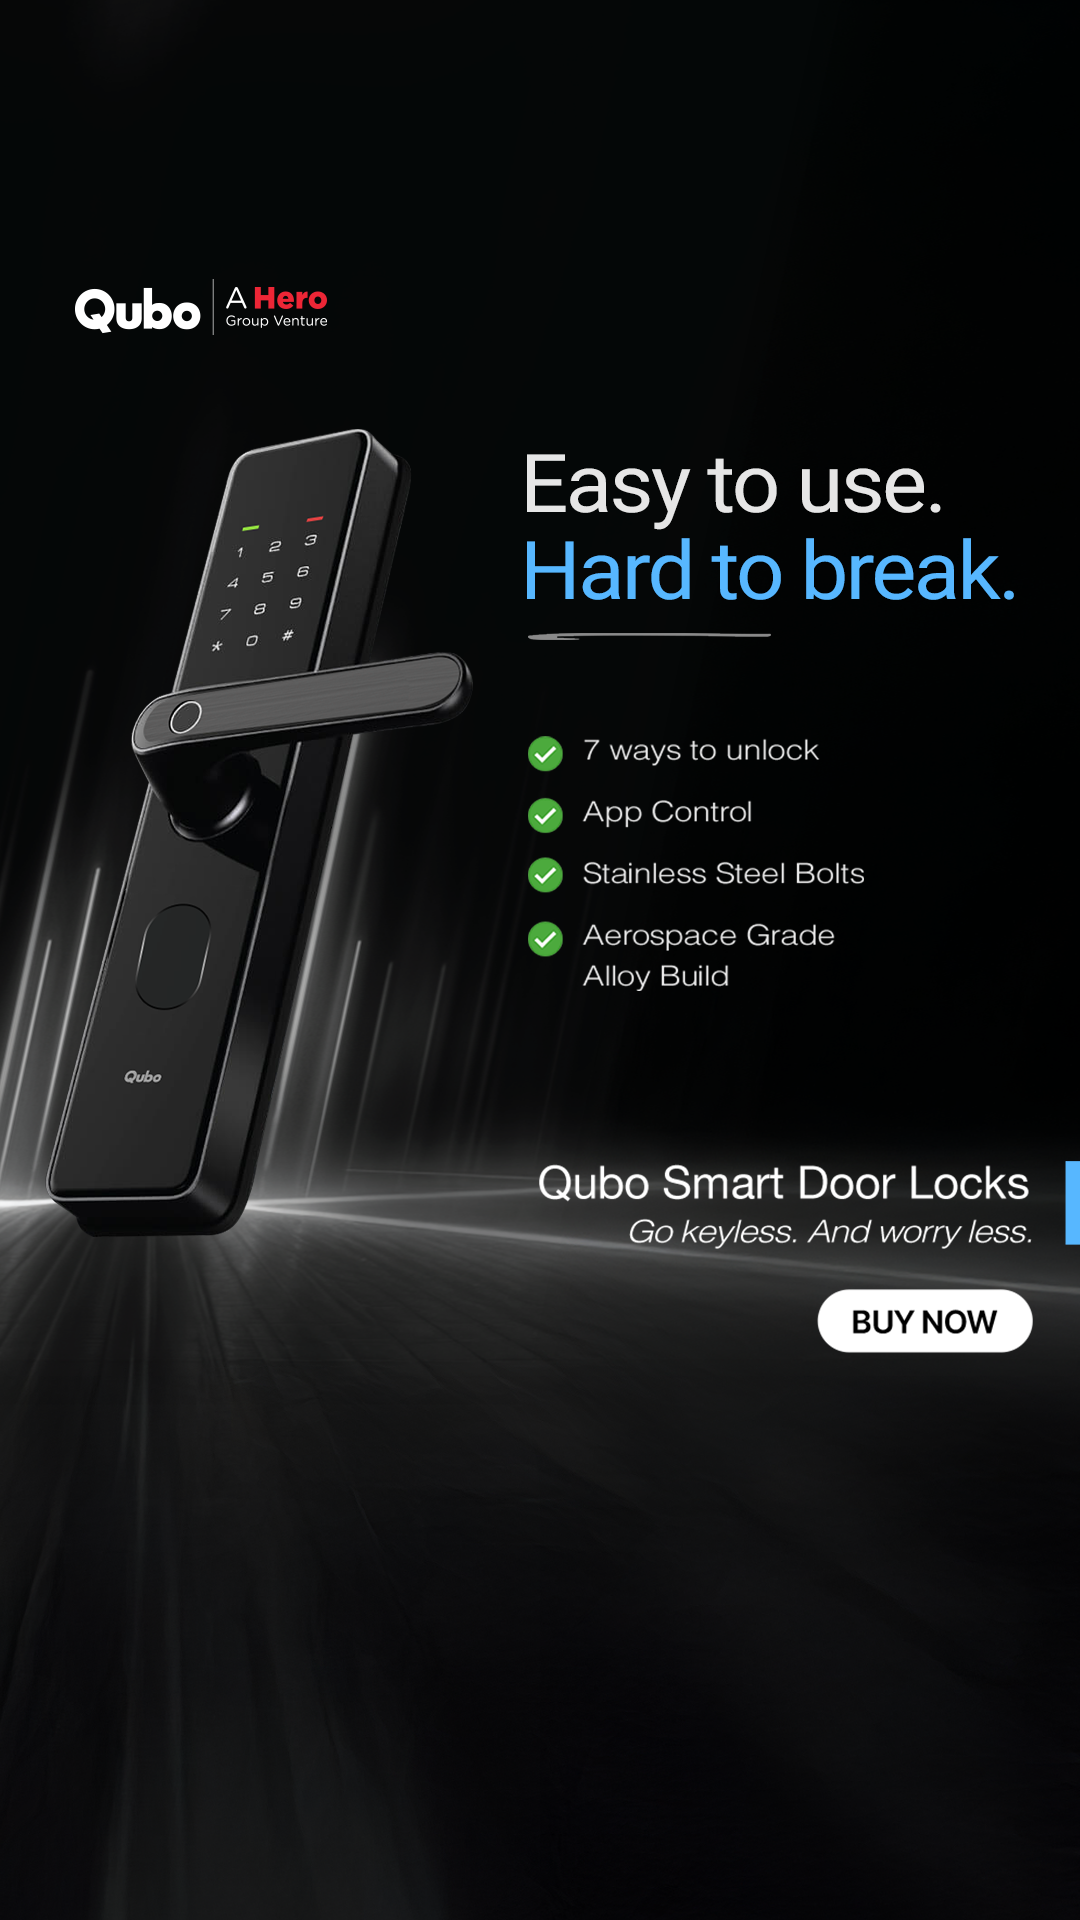 Qubo
A Hero
Group Venture
Easy to use.
Hard to break.
1 2 3
4 5 6
7 8 9
* 0 #
7 ways to unlock
App Control
Stainless Steel Bolts
Aerospace Grade
Alloy Build
Qubo
Qubo Smart Door Locks
Go keyless. And worry less.
BUY NOW